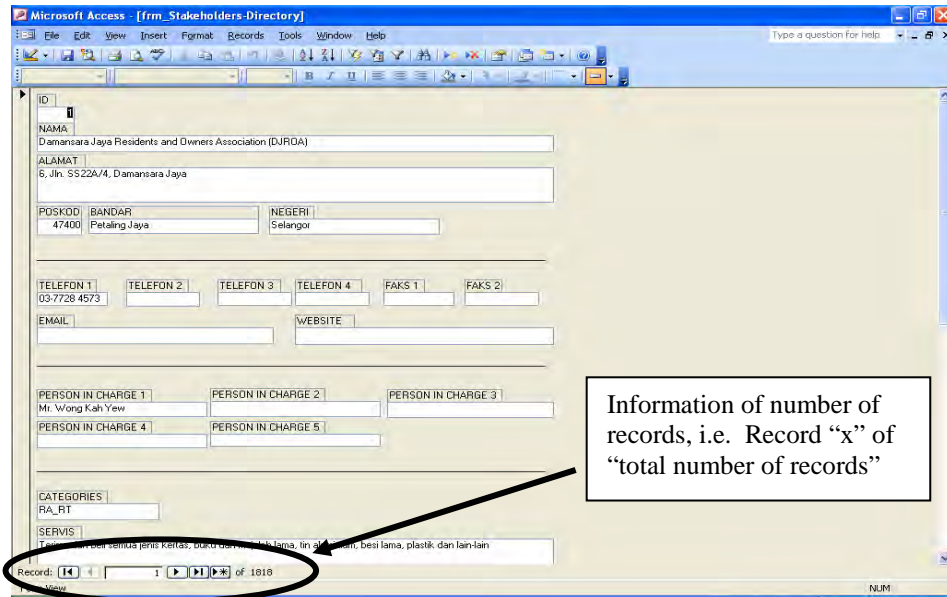 Microsoft Access - [frm_Stakeholders-Directory]
File Edit View Insert Format Records Tools Window Help
Type a question for help
ID
1
NAMA
Damansara Jaya Residents and Owners Association (DJROA)
ALAMAT
6, Jln. SS22A/4, Damansara Jaya
POSKOD BANDAR NEGERI
47400 Petaling Jaya Selangor
TELEFON 1 TELEFON 2 TELEFON 3 TELEFON 4 FAKS 1 FAKS 2
03-7728 4573
EMAIL WEBSITE
PERSON IN CHARGE 1 PERSON IN CHARGE 2 PERSON IN CHARGE 3
Mr. Wong Kah Yew
PERSON IN CHARGE 4 PERSON IN CHARGE 5
Information of number of
records, i.e. Record “x” of
“total number of records”
CATEGORIES
RA_RT
SERVIS
beli semua jenis kertas, buku lama, tin besi lama, plastik dan lain-lain
Record: 1 of 1818
View NUM